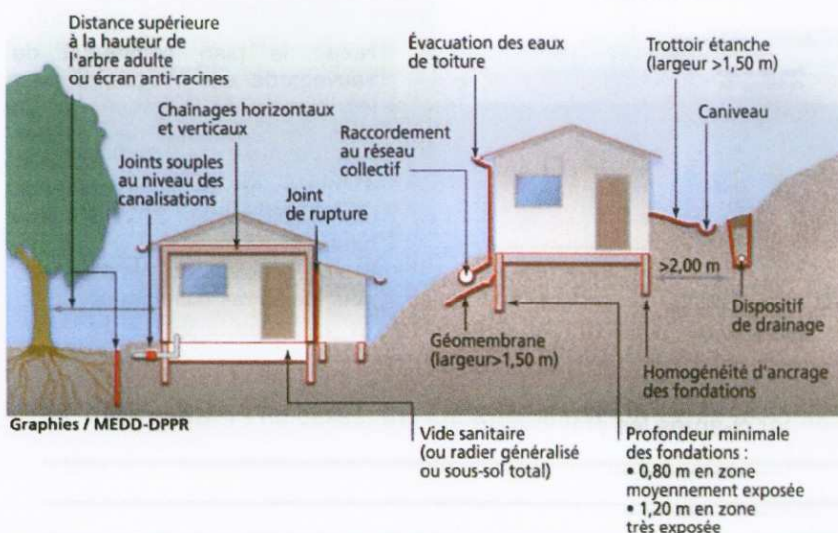 Distance supérieure
à la hauteur de
l'arbre adulte
ou écran anti-racines
Chaînages horizontaux
et verticaux
Joints souples
au niveau des
canalisations
Joint
de rupture
Évacuation des eaux
de toiture
Raccordement
au réseau
collectif
Trottoir étanche
(largeur >1,50 m)
Caniveau
>2,00 m
Dispositif
de drainage
Géomembrane
(largeur>1,50 m)
Homogénéité d'ancrage
des fondations
Graphies / MEDD-DPPR
Vide sanitaire
(ou radier généralisé
ou sous-sol total)
Profondeur minimale
des fondations :
• 0,80 m en zone
moyennement exposée
• 1,20 m en zone
très exposée